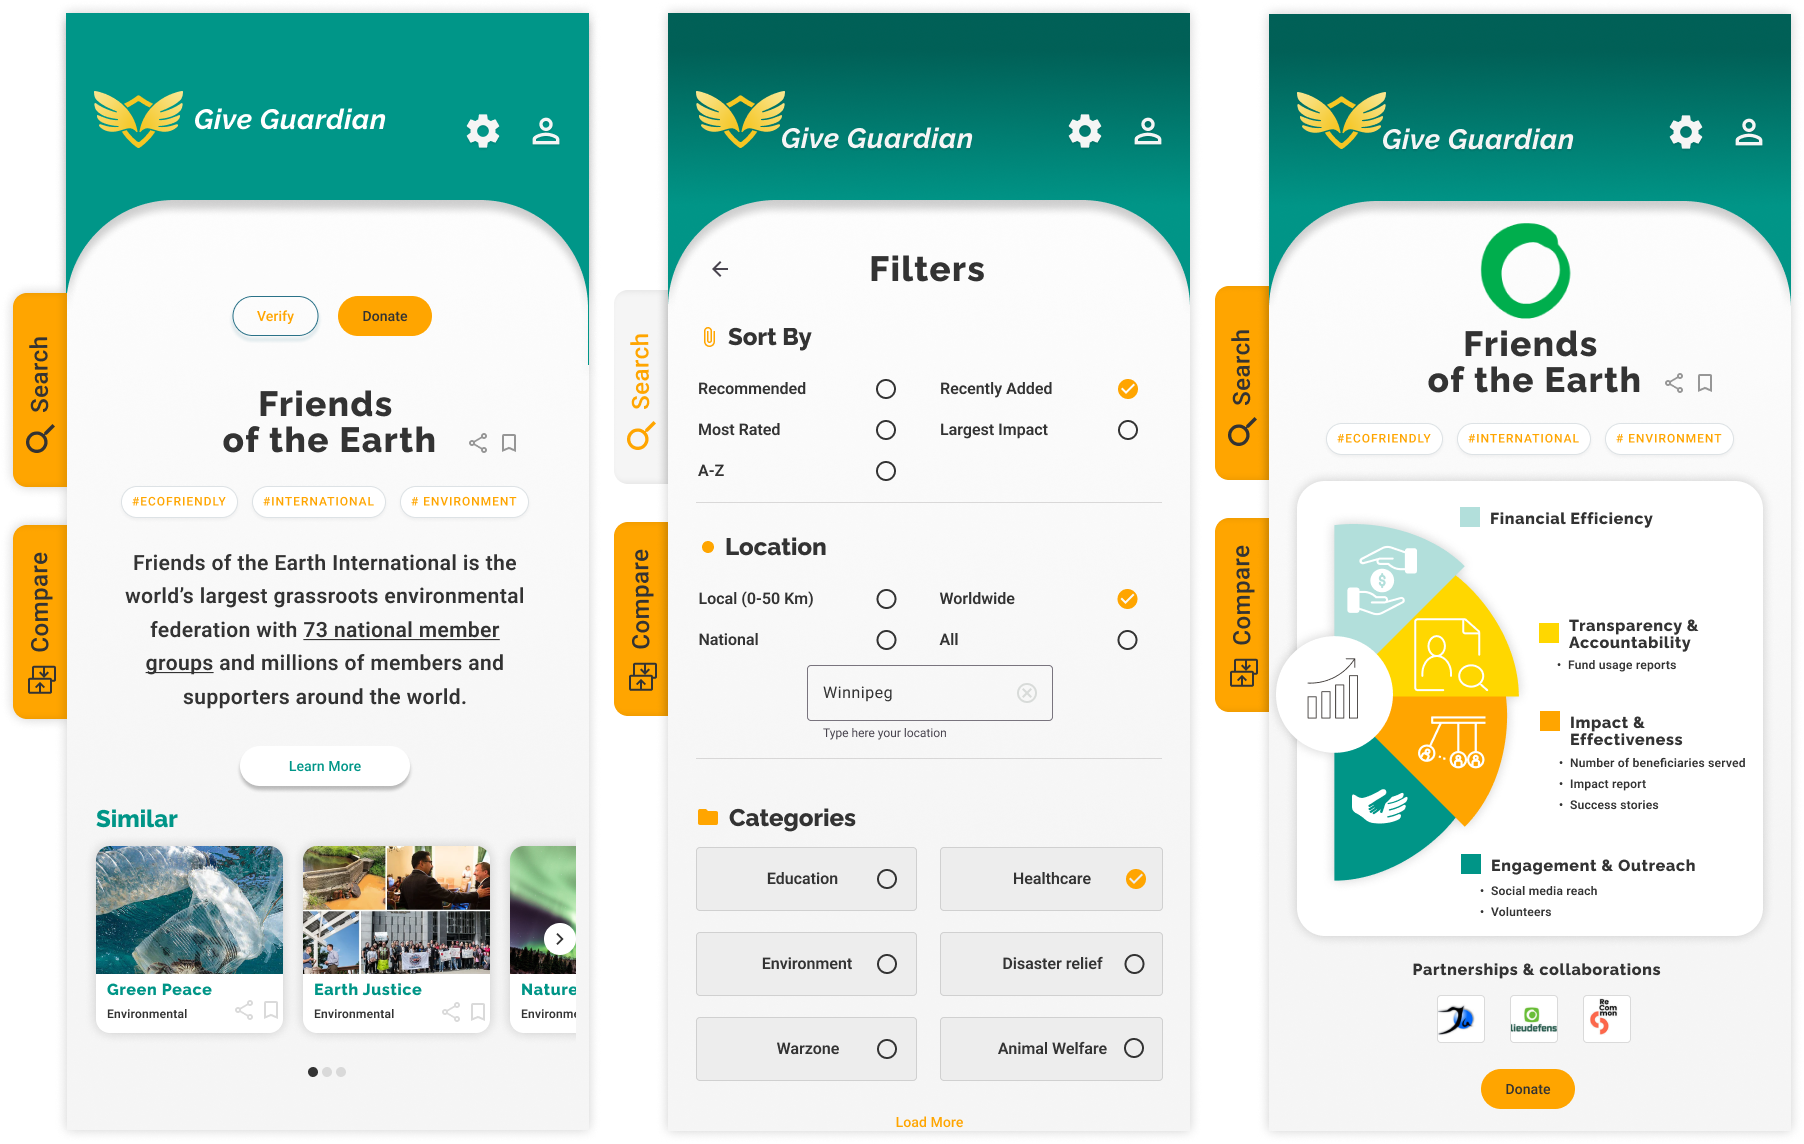 Give Guardian
Search
Compare
Verify
Donate
Friends
of the Earth
#ECOFRIENDLY
#INTERNATIONAL
# ENVIRONMENT
Friends of the Earth International is the
world’s largest grassroots environmental
federation with 73 national member
groups and millions of members and
supporters around the world.
Learn More
Similar
Green Peace
Environmental
Earth Justice
Environmental
Nature
Environme
Give Guardian
Search
Compare
Filters
Sort By
Recommended
Recently Added
Most Rated
Largest Impact
A-Z
Location
Local (0-50 Km)
Worldwide
National
All
Winnipeg
Type here your location
Categories
Education
Healthcare
Environment
Disaster relief
Warzone
Animal Welfare
Load More
Give Guardian
Search
Compare
Friends
of the Earth
#ECOFRIENDLY
#INTERNATIONAL
# ENVIRONMENT
Financial Efficiency
$
Transparency &
Accountability
• Fund usage reports
Impact &
Effectiveness
• Number of beneficiaries served
• Impact report
• Success stories
Engagement & Outreach
• Social media reach
• Volunteers
Partnerships & collaborations
lieudefens
Re
Com
mon
Donate